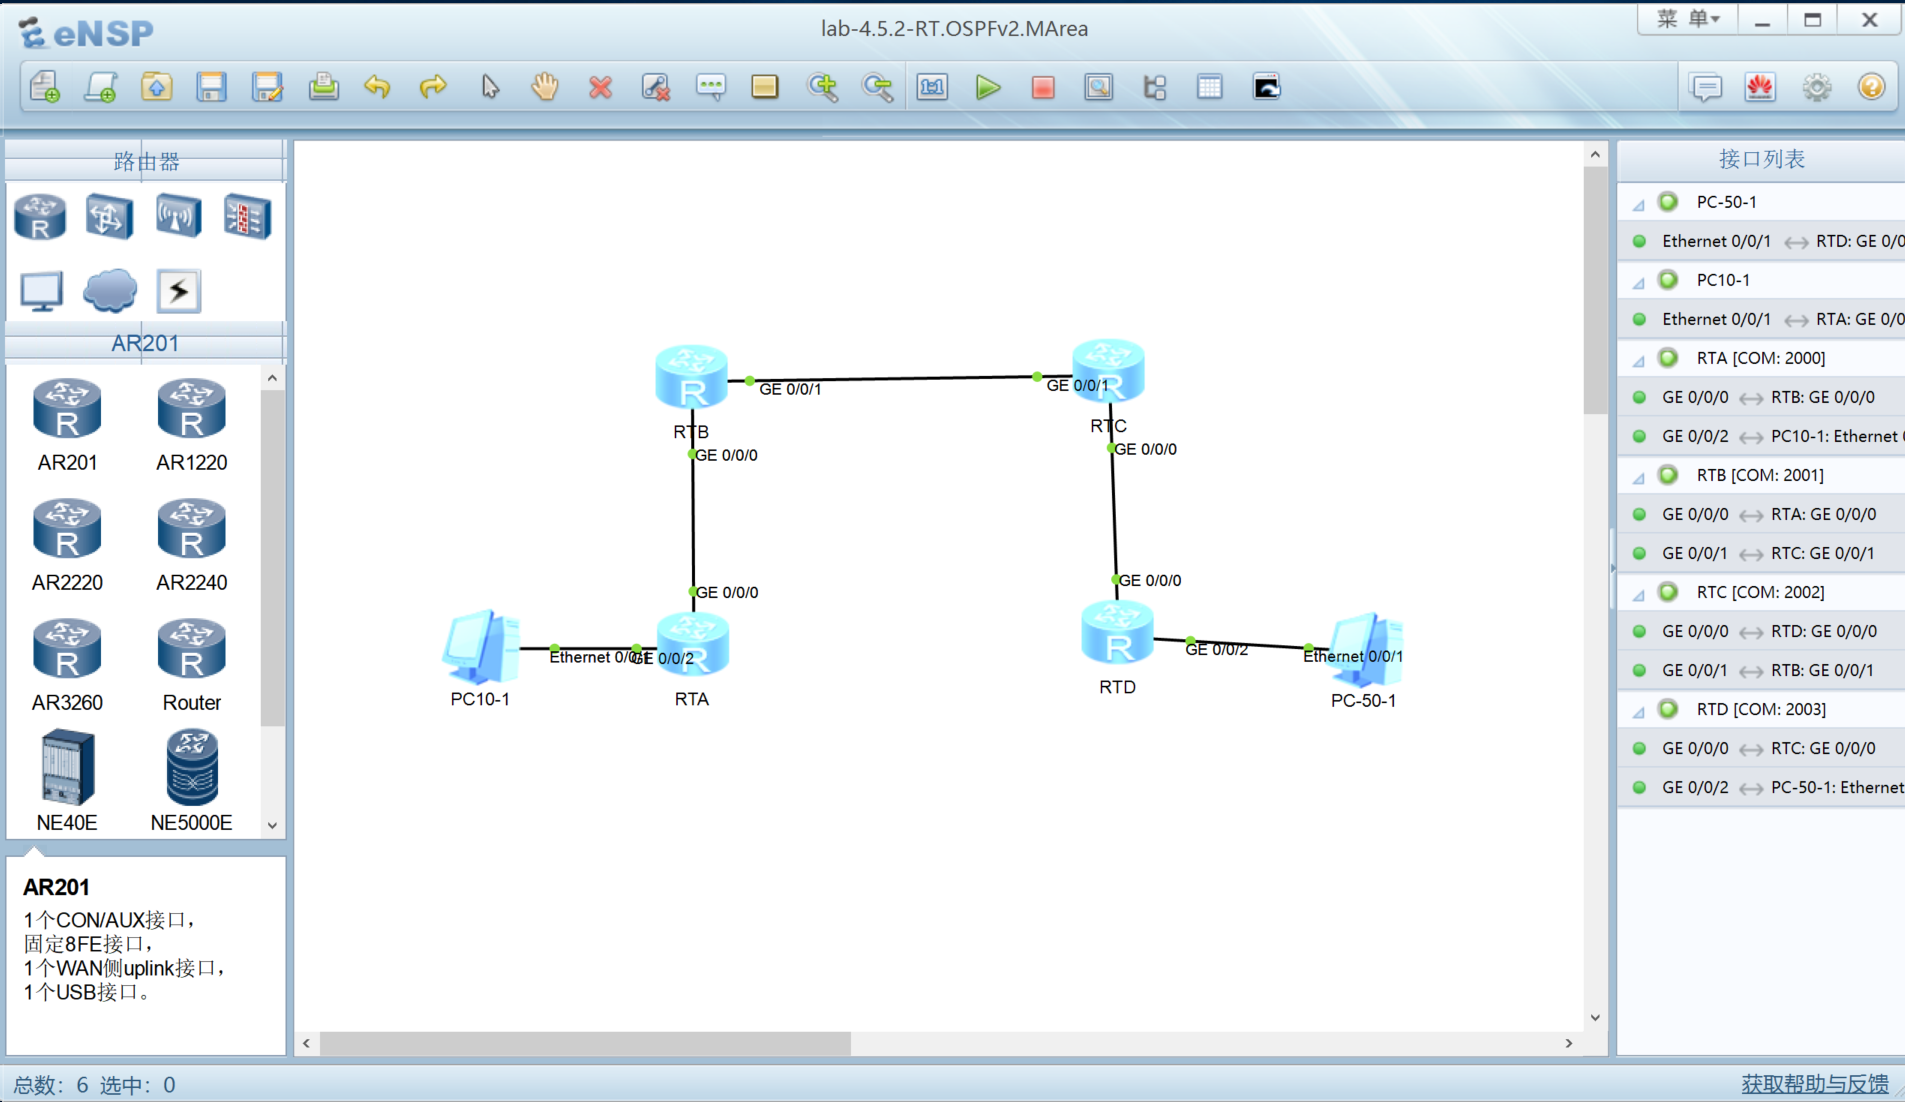 eNSP
lab-4.5.2-RT.OSPFv2.MArea
菜 单
1:1
路由器
R
AR201
R
AR201
R
AR1220
R
AR2220
R
AR2240
R
AR3260
R
Router
NE40E
NE5000E
AR201
1个CON/AUX接口，
固定8FE接口，
1个WAN侧uplink接口，
1个USB接口。
R
GE 0/0/1
RTB
GE 0/0/0
GE 0/0/1
R
RTC
GE 0/0/0
GE 0/0/0
Ethernet 0/0/1
GE 0/0/2
R
PC10-1
RTA
GE 0/0/0
R
GE 0/0/2
RTD
Ethernet 0/0/1
PC-50-1
接口列表
PC-50-1
Ethernet 0/0/1 RTD: GE 0/0
PC10-1
Ethernet 0/0/1 RTA: GE 0/0
RTA [COM: 2000]
GE 0/0/0 RTB: GE 0/0/0
GE 0/0/2 PC10-1: Ethernet
RTB [COM: 2001]
GE 0/0/0 RTA: GE 0/0/0
GE 0/0/1 RTC: GE 0/0/1
RTC [COM: 2002]
GE 0/0/0 RTD: GE 0/0/0
GE 0/0/1 RTB: GE 0/0/1
RTD [COM: 2003]
GE 0/0/0 RTC: GE 0/0/0
GE 0/0/2 PC-50-1: Ethernet
总数: 6 选中: 0
获取帮助与反馈